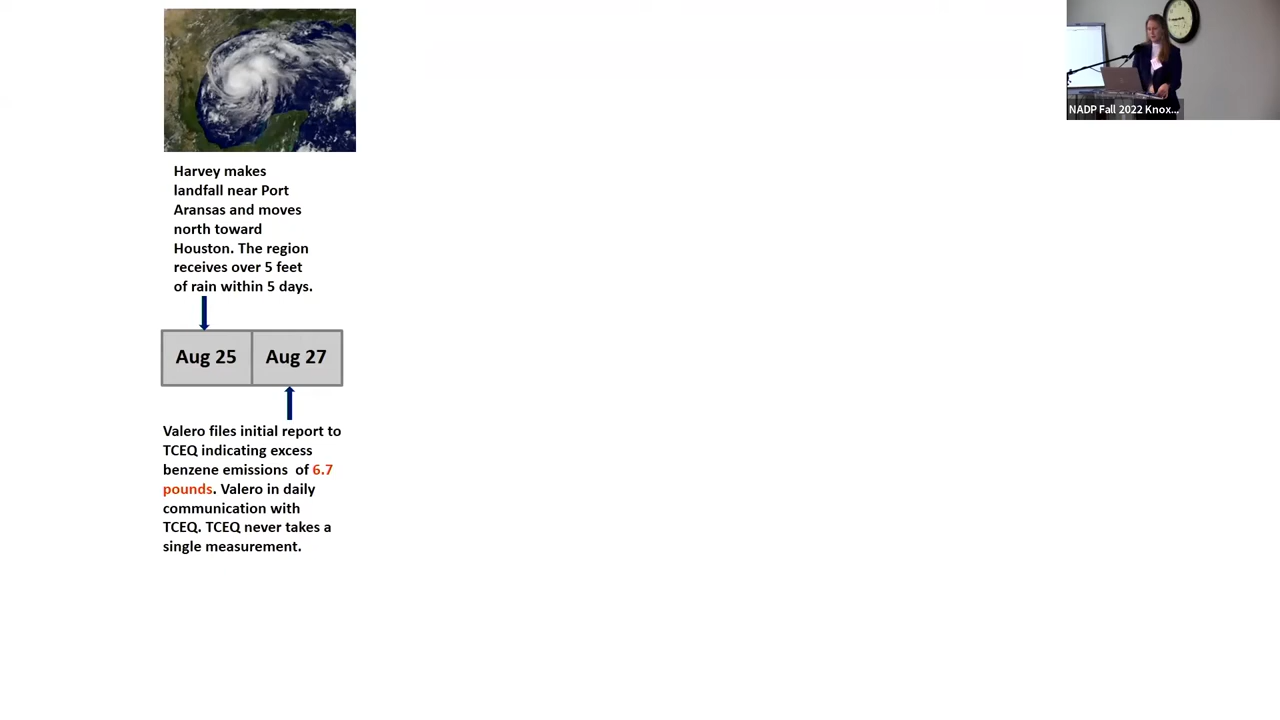 NADP Fall 2022 Knox...
Harvey makes
landfall near Port
Aransas and moves
north toward
Houston. The region
receives over 5 feet
of rain within 5 days.
Aug 25
Aug 27
Valero files initial report to
TCEQ indicating excess
benzene emissions of 6.7
pounds. Valero in daily
communication with
TCEQ. TCEQ never takes a
single measurement.